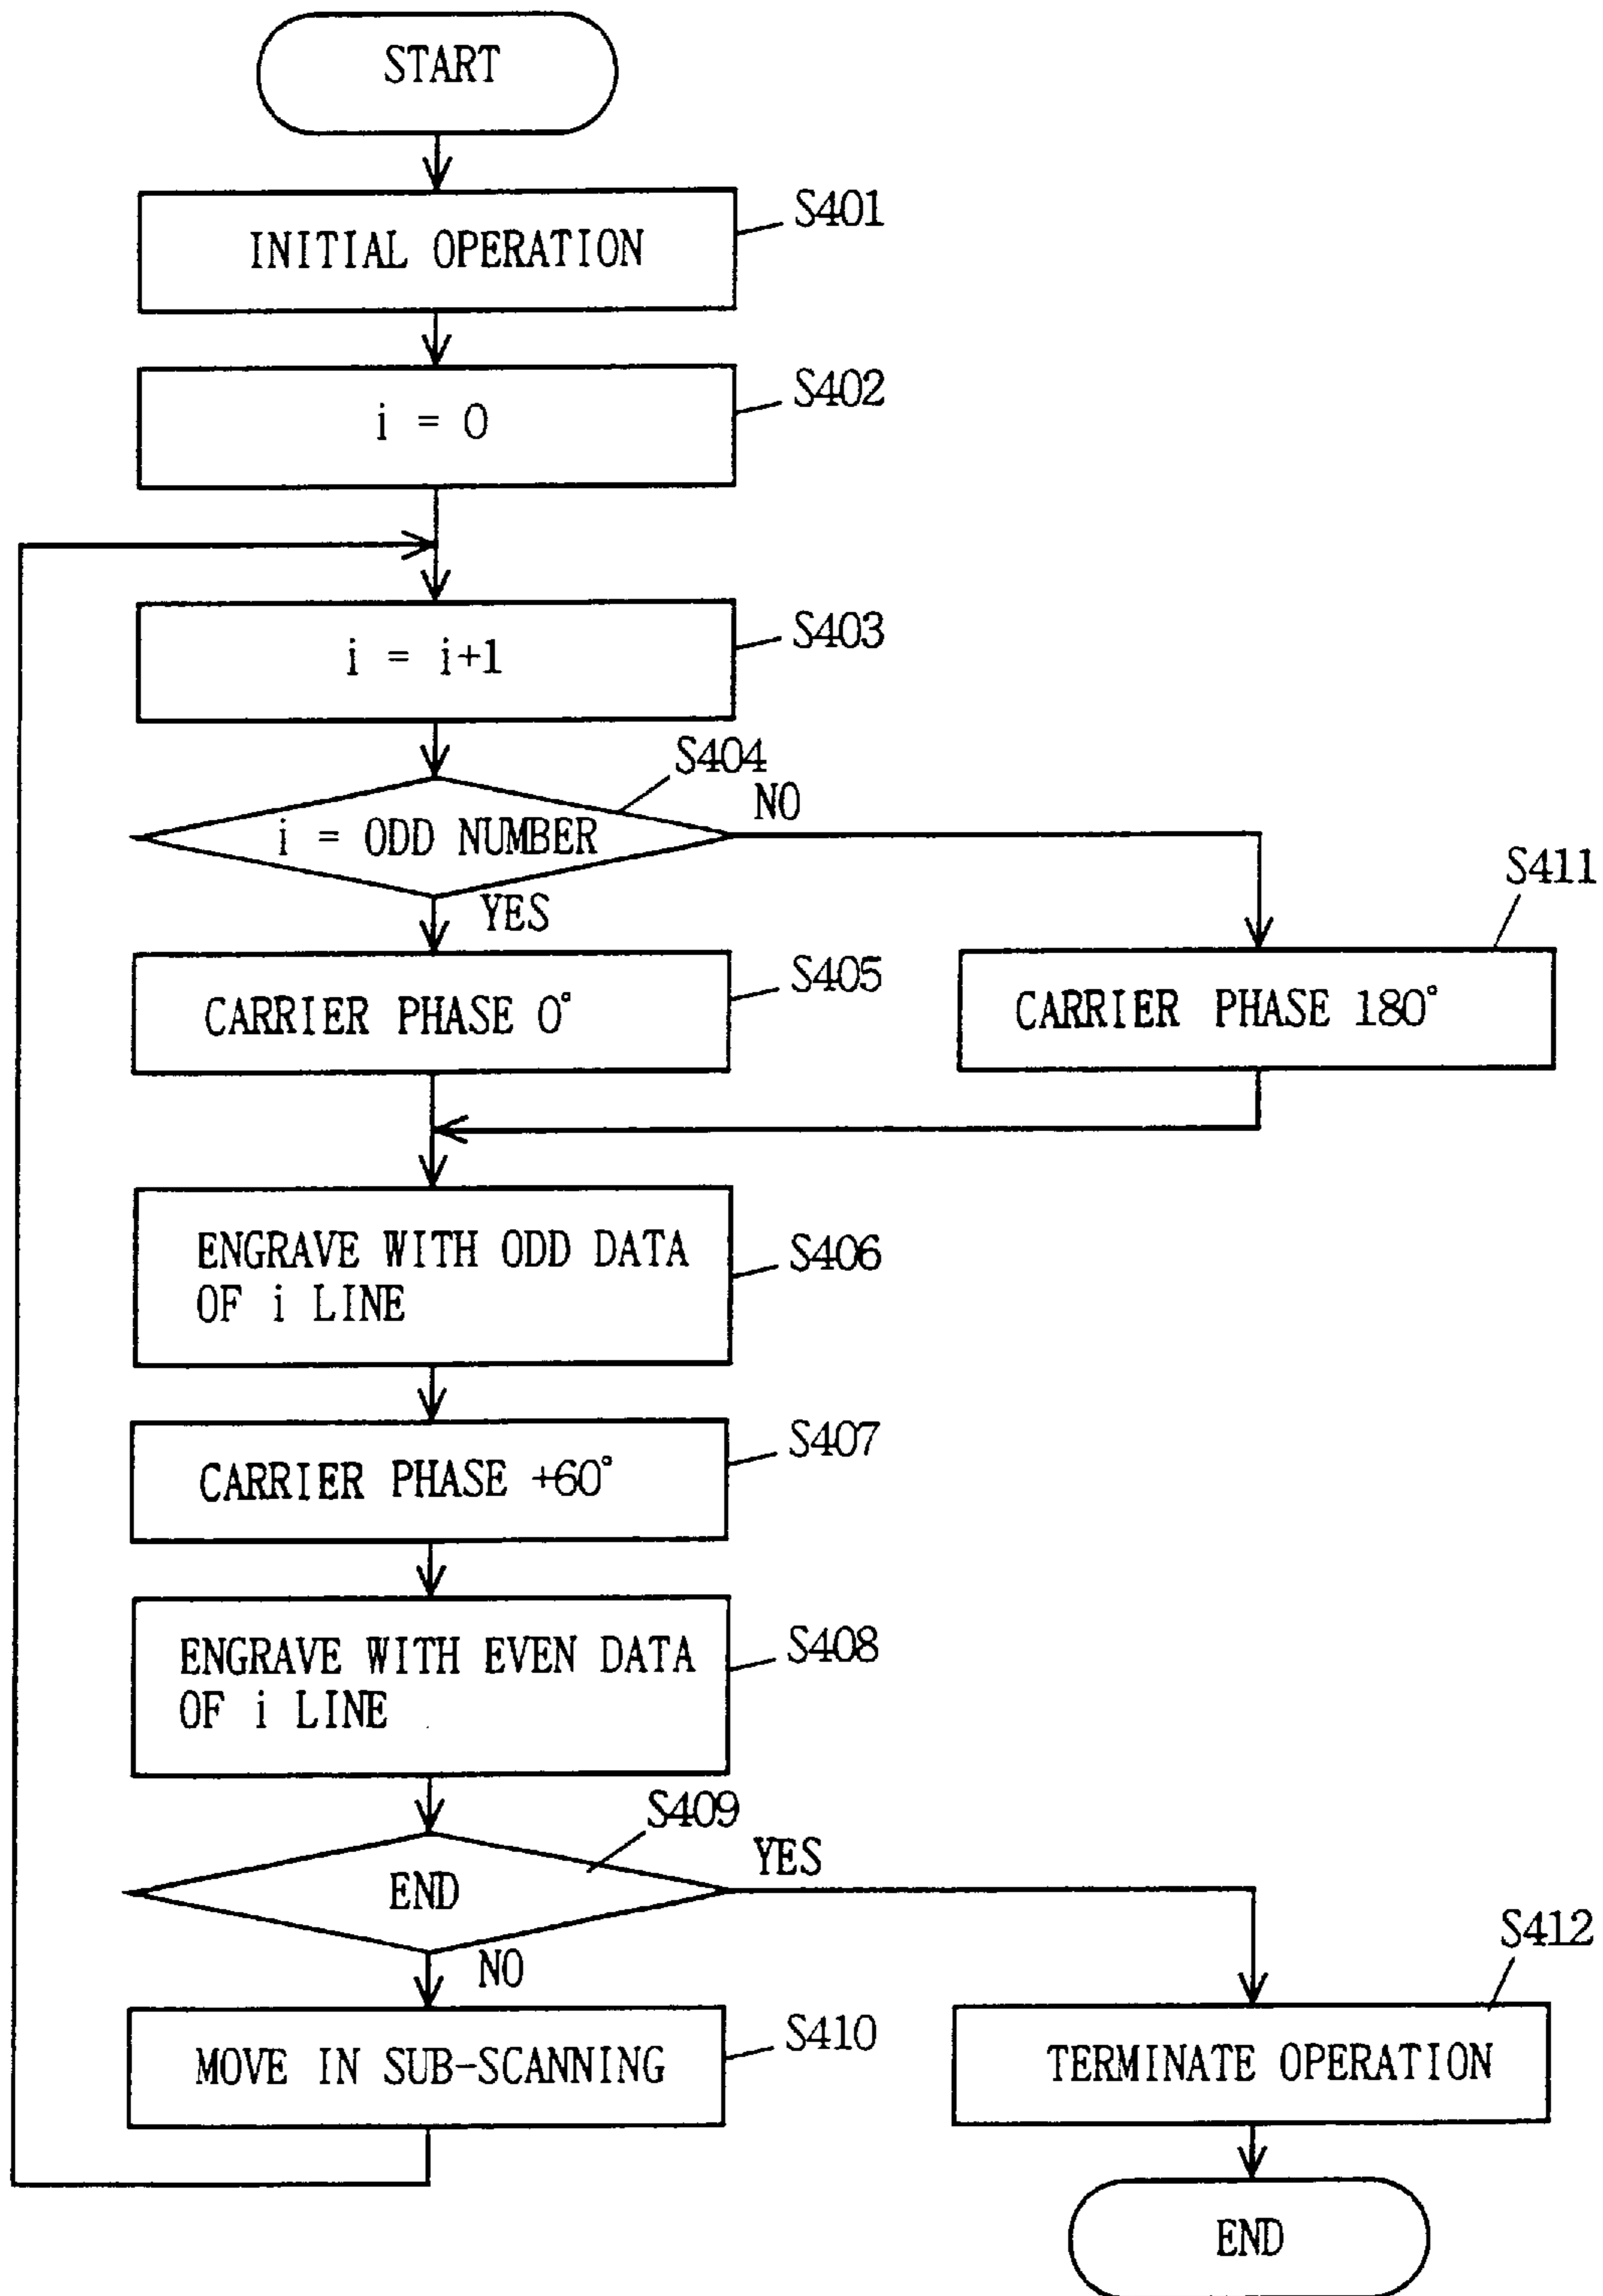 START
S401
INITIAL OPERATION
S402
i = 0
S403
i = i+1
S404
NO
i = ODD NUMBER
YES
S411
S405
CARRIER PHASE 0°
CARRIER PHASE 180°
S406
ENGRAVE WITH ODD DATA
OF i LINE
S407
CARRIER PHASE +60°
S408
ENGRAVE WITH EVEN DATA
OF i LINE
S409
YES
END
NO
S412
S410
MOVE IN SUB-SCANNING
TERMINATE OPERATION
END